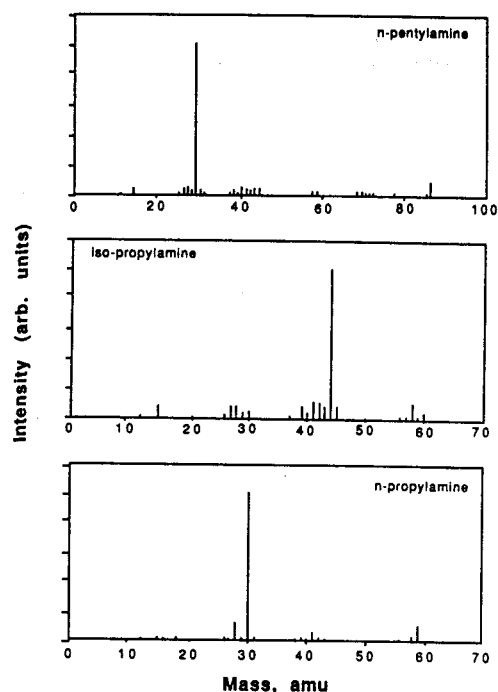 n-pentylamine
0 20 40 60 80 100
Iso-propylamine
0 10 20 30 40 50 60 70
Intensity (arb. units)
n-propylamine
0 10 20 30 40 50 60 70
Mass, amu